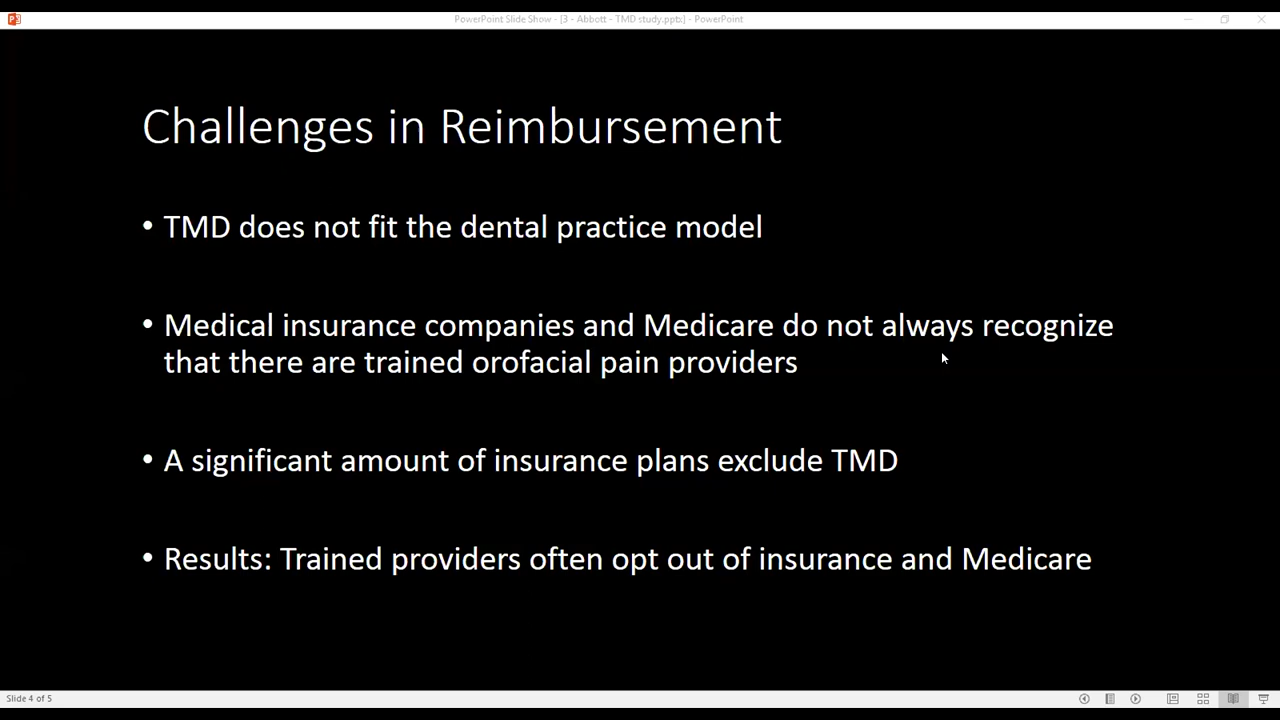 PowerPoint Slide Show - [3 - Abbott - TMD study.pptx] - PowerPoint
Challenges in Reimbursement
• TMD does not fit the dental practice model
• Medical insurance companies and Medicare do not always recognize
that there are trained orofacial pain providers
• A significant amount of insurance plans exclude TMD
• Results: Trained providers often opt out of insurance and Medicare
Slide 4 of 5